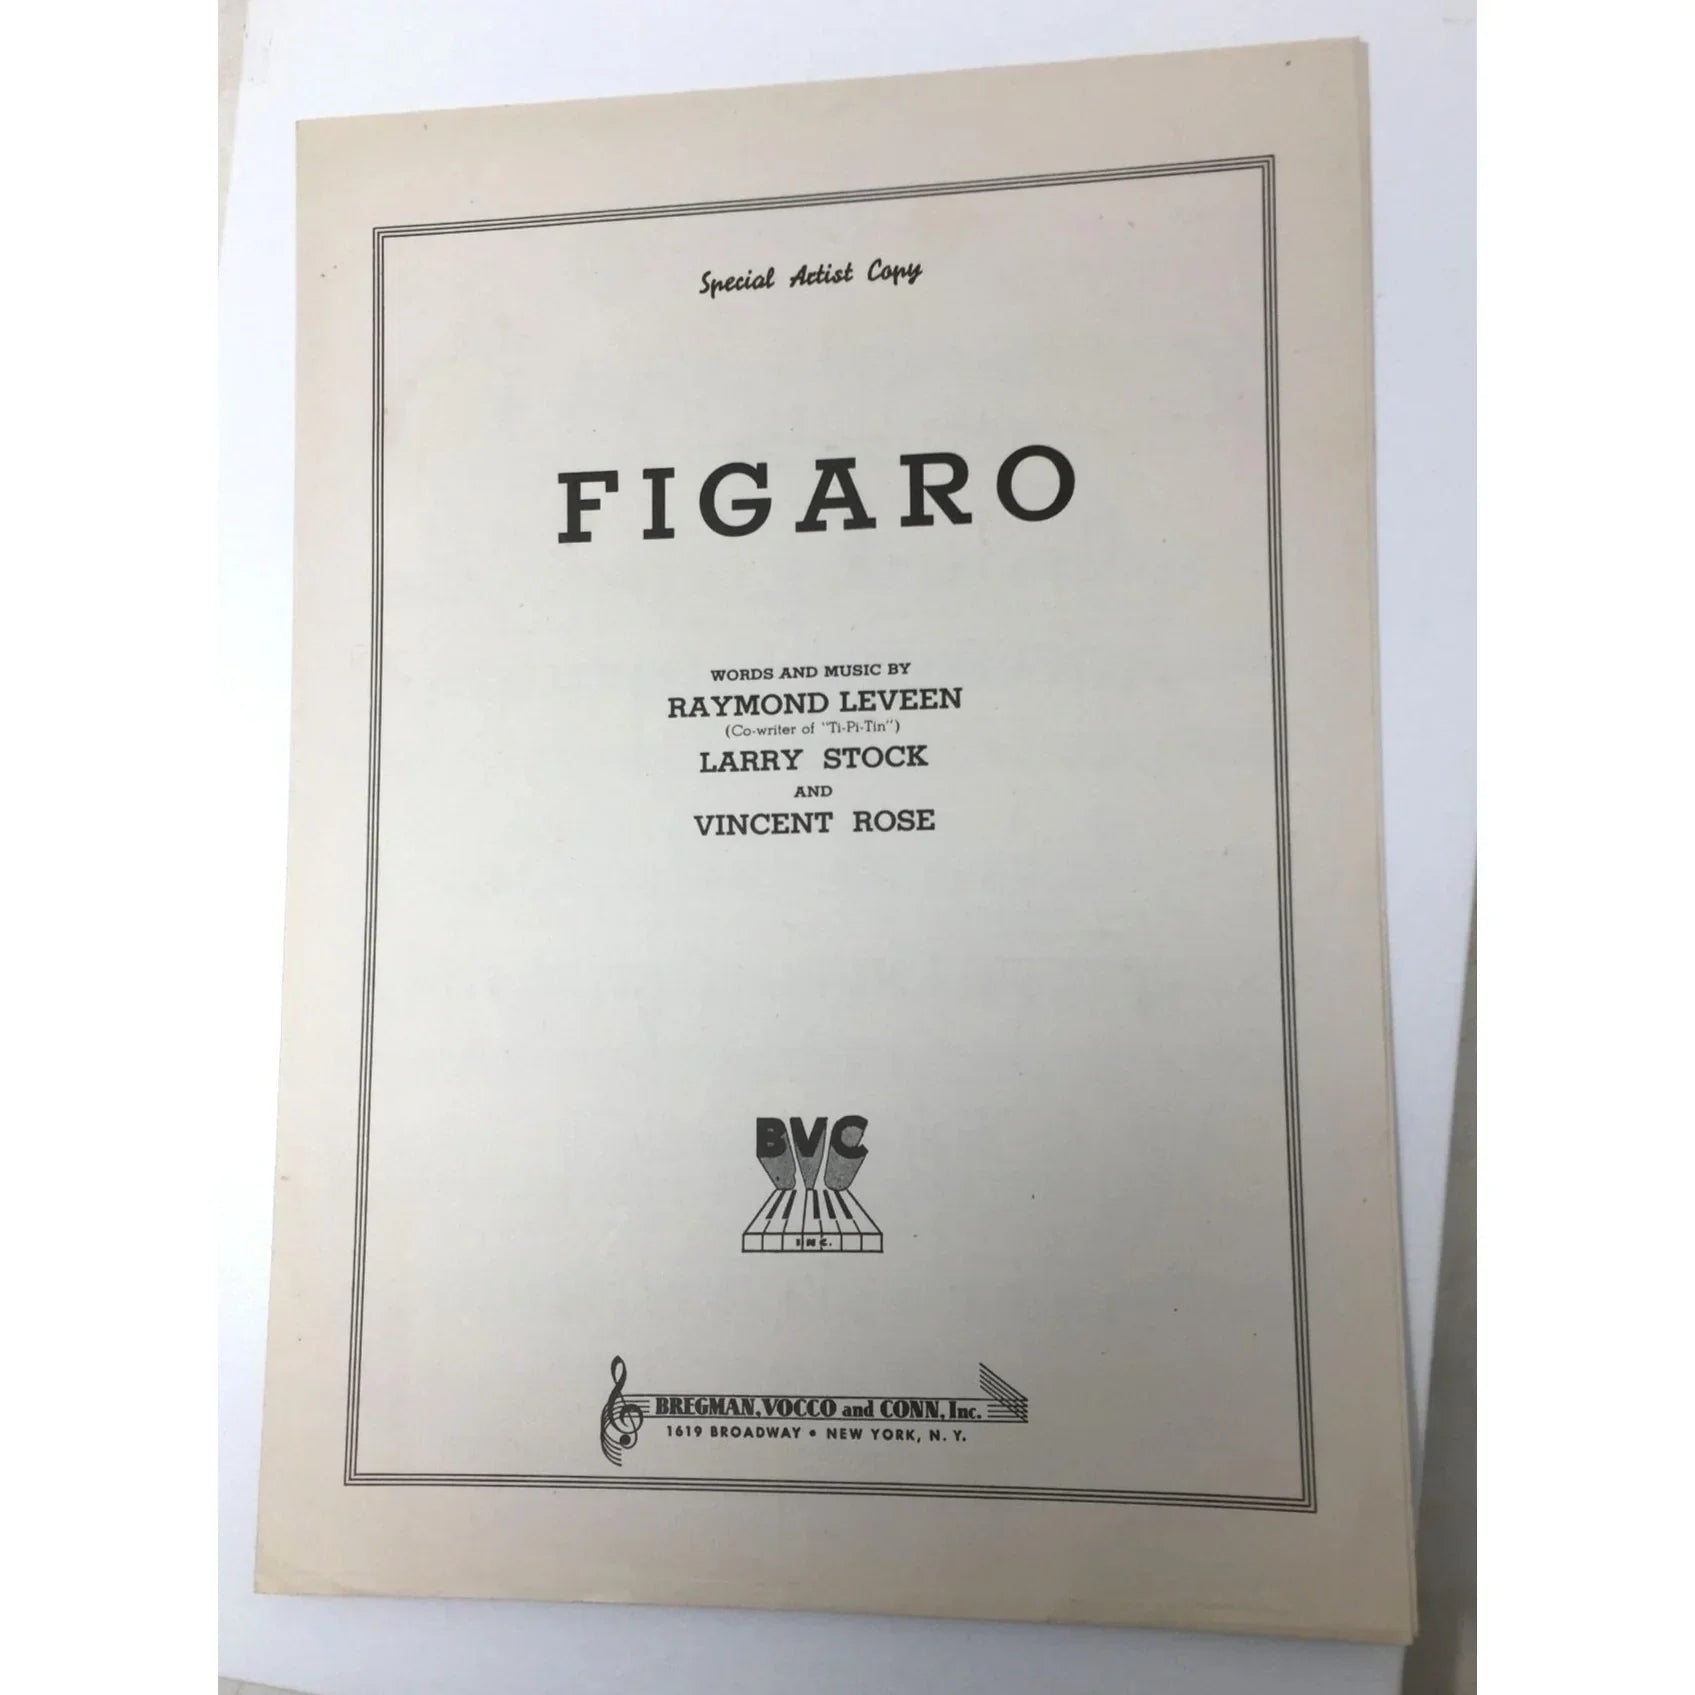 Special Artist Copy
FIGARO
WORDS AND MUSIC BY
RAYMOND LEVEEN
(Co-writer of "Ti-Pi-Tin")
LARRY STOCK
AND
VINCENT ROSE
BVC
INC.
BREGMAN, VOCCO and CONN, Inc.
1619 BROADWAY • NEW YORK, N. Y.